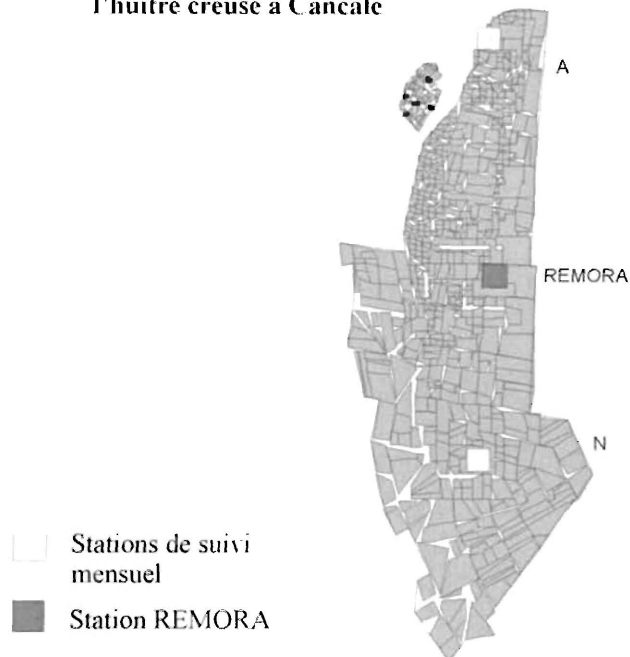 l'huître creuse à Cancale
A
REMORA
N
Stations de suivi
mensuel
Station REMORA